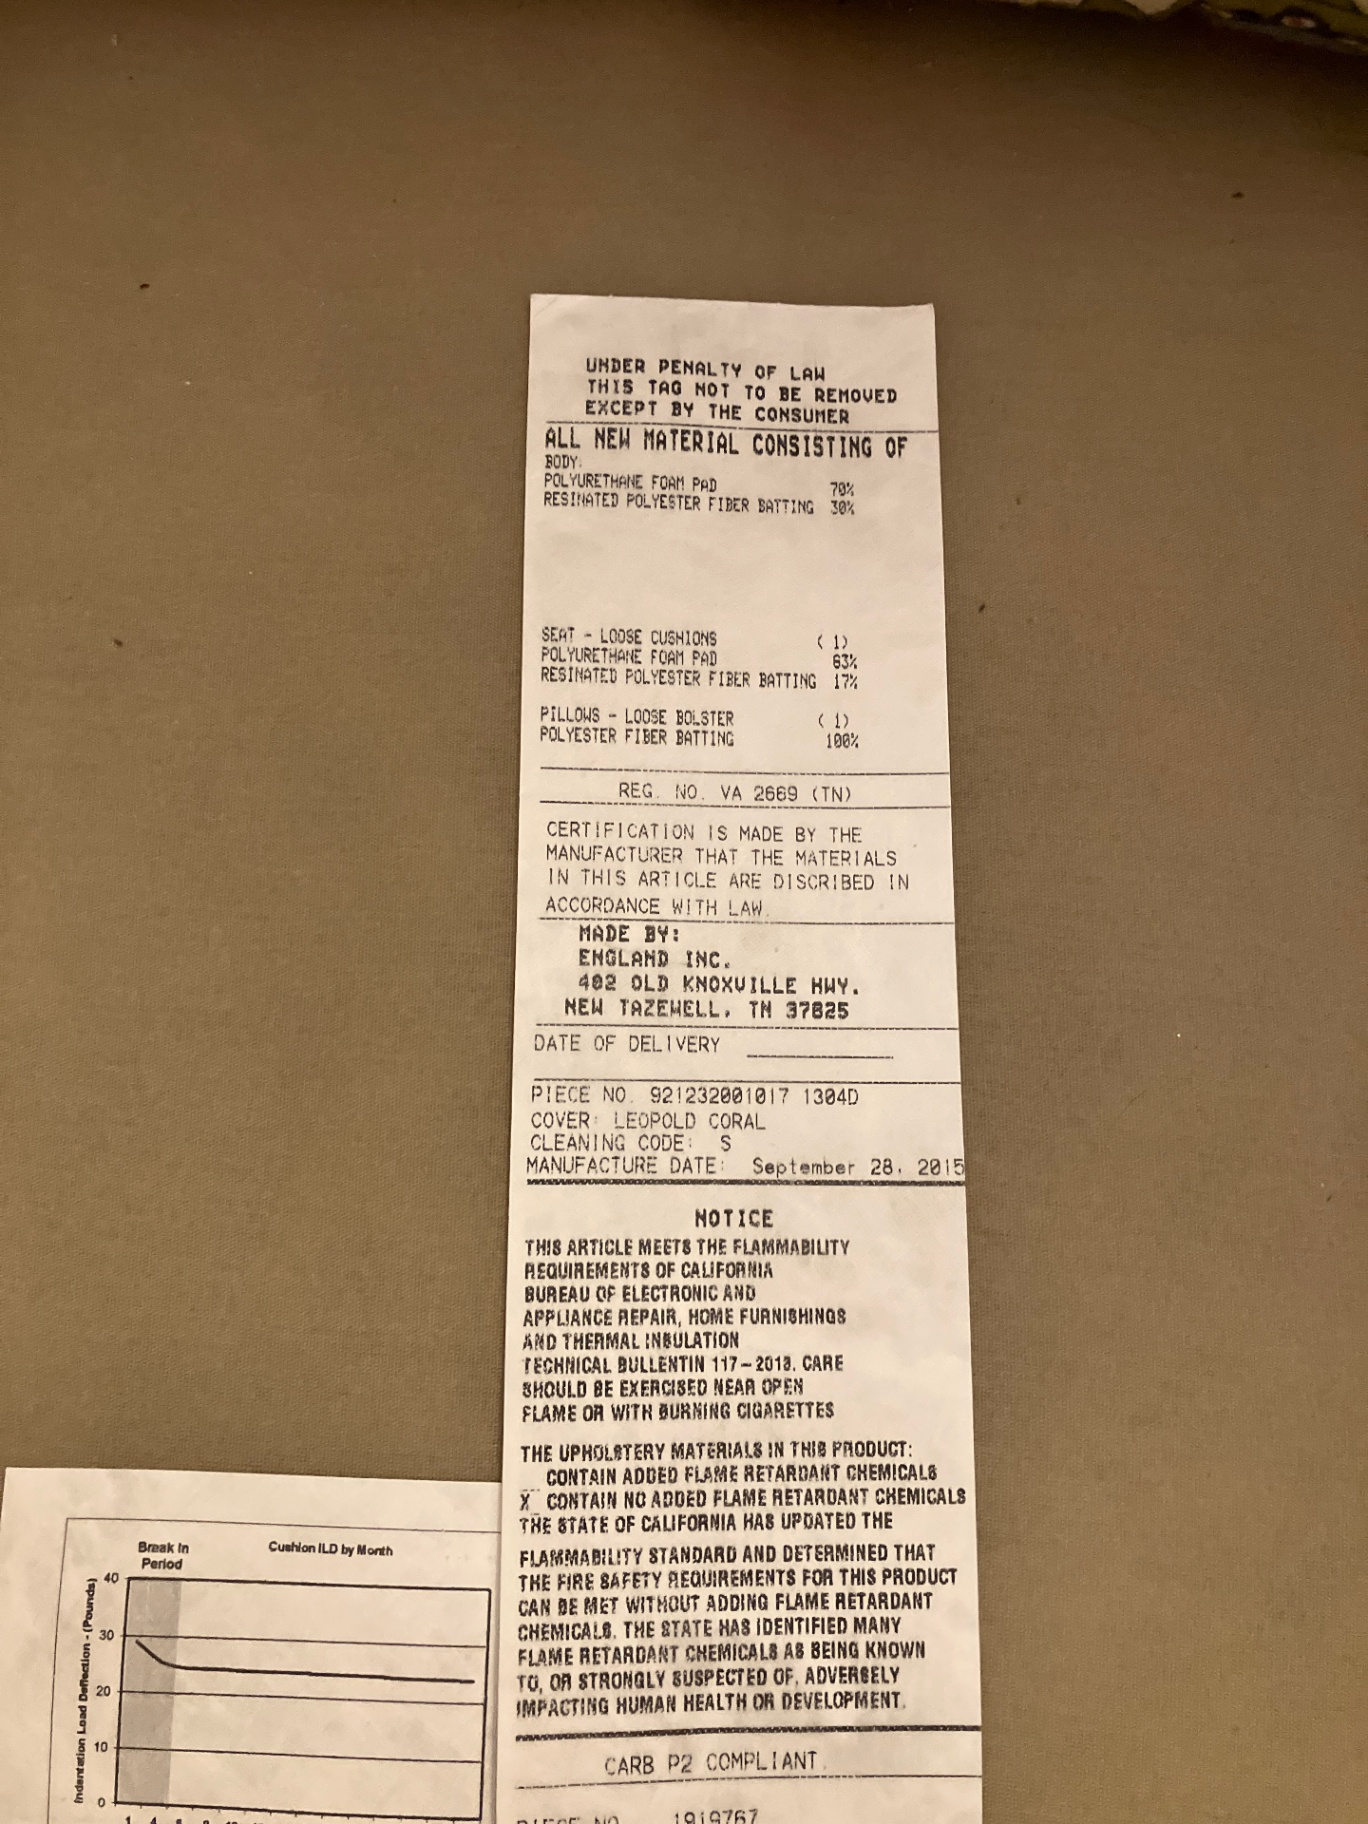 UNDER PENALTY OF LAW
THIS TAG NOT TO BE REMOVED
EXCEPT BY THE CONSUMER
ALL NEW MATERIAL CONSISTING OF
BODY:
POLYURETHANE FOAM PAD 70%
RESINATED POLYESTER FIBER BATTING 30%
SEAT - LOOSE CUSHIONS ( 1)
POLYURETHANE FOAM PAD 83%
RESINATED POLYESTER FIBER BATTING 17%
PILLOWS - LOOSE BOLSTER ( 1)
POLYESTER FIBER BATTING 100%
REG. NO. VA 2669 (TN)
CERTIFICATION IS MADE BY THE
MANUFACTURER THAT THE MATERIALS
IN THIS ARTICLE ARE DISCRIBED IN
ACCORDANCE WITH LAW.
MADE BY:
ENGLAND INC.
402 OLD KNOXVILLE HWY.
NEW TAZEWELL, TN 37825
DATE OF DELIVERY
PIECE NO. 921232001017 1304D
COVER: LEOPOLD CORAL
CLEANING CODE: S
MANUFACTURE DATE: September 28, 2015
NOTICE
THIS ARTICLE MEETS THE FLAMMABILITY
REQUIREMENTS OF CALIFORNIA
BUREAU OF ELECTRONIC AND
APPLIANCE REPAIR, HOME FURNISHINGS
AND THERMAL INSULATION
TECHNICAL BULLENTIN 117-2013. CARE
SHOULD BE EXERCISED NEAR OPEN
FLAME OR WITH BURNING CIGARETTES
THE UPHOLSTERY MATERIALS IN THIS PRODUCT:
CONTAIN ADDED FLAME RETARDANT CHEMICALS
X CONTAIN NO ADDED FLAME RETARDANT CHEMICALS
THE STATE OF CALIFORNIA HAS UPDATED THE
FLAMMABILITY STANDARD AND DETERMINED THAT
THE FIRE SAFETY REQUIREMENTS FOR THIS PRODUCT
CAN BE MET WITHOUT ADDING FLAME RETARDANT
CHEMICALS. THE STATE HAS IDENTIFIED MANY
FLAME RETARDANT CHEMICALS AS BEING KNOWN
TO, OR STRONGLY SUSPECTED OF, ADVERSELY
IMPACTING HUMAN HEALTH OR DEVELOPMENT.
CARB P2 COMPLIANT.
PIECE NO. 1919767
Break In
Period
Cushion ILD by Month
Indentation Load Deflection - (Pounds)
40
30
20
10
0